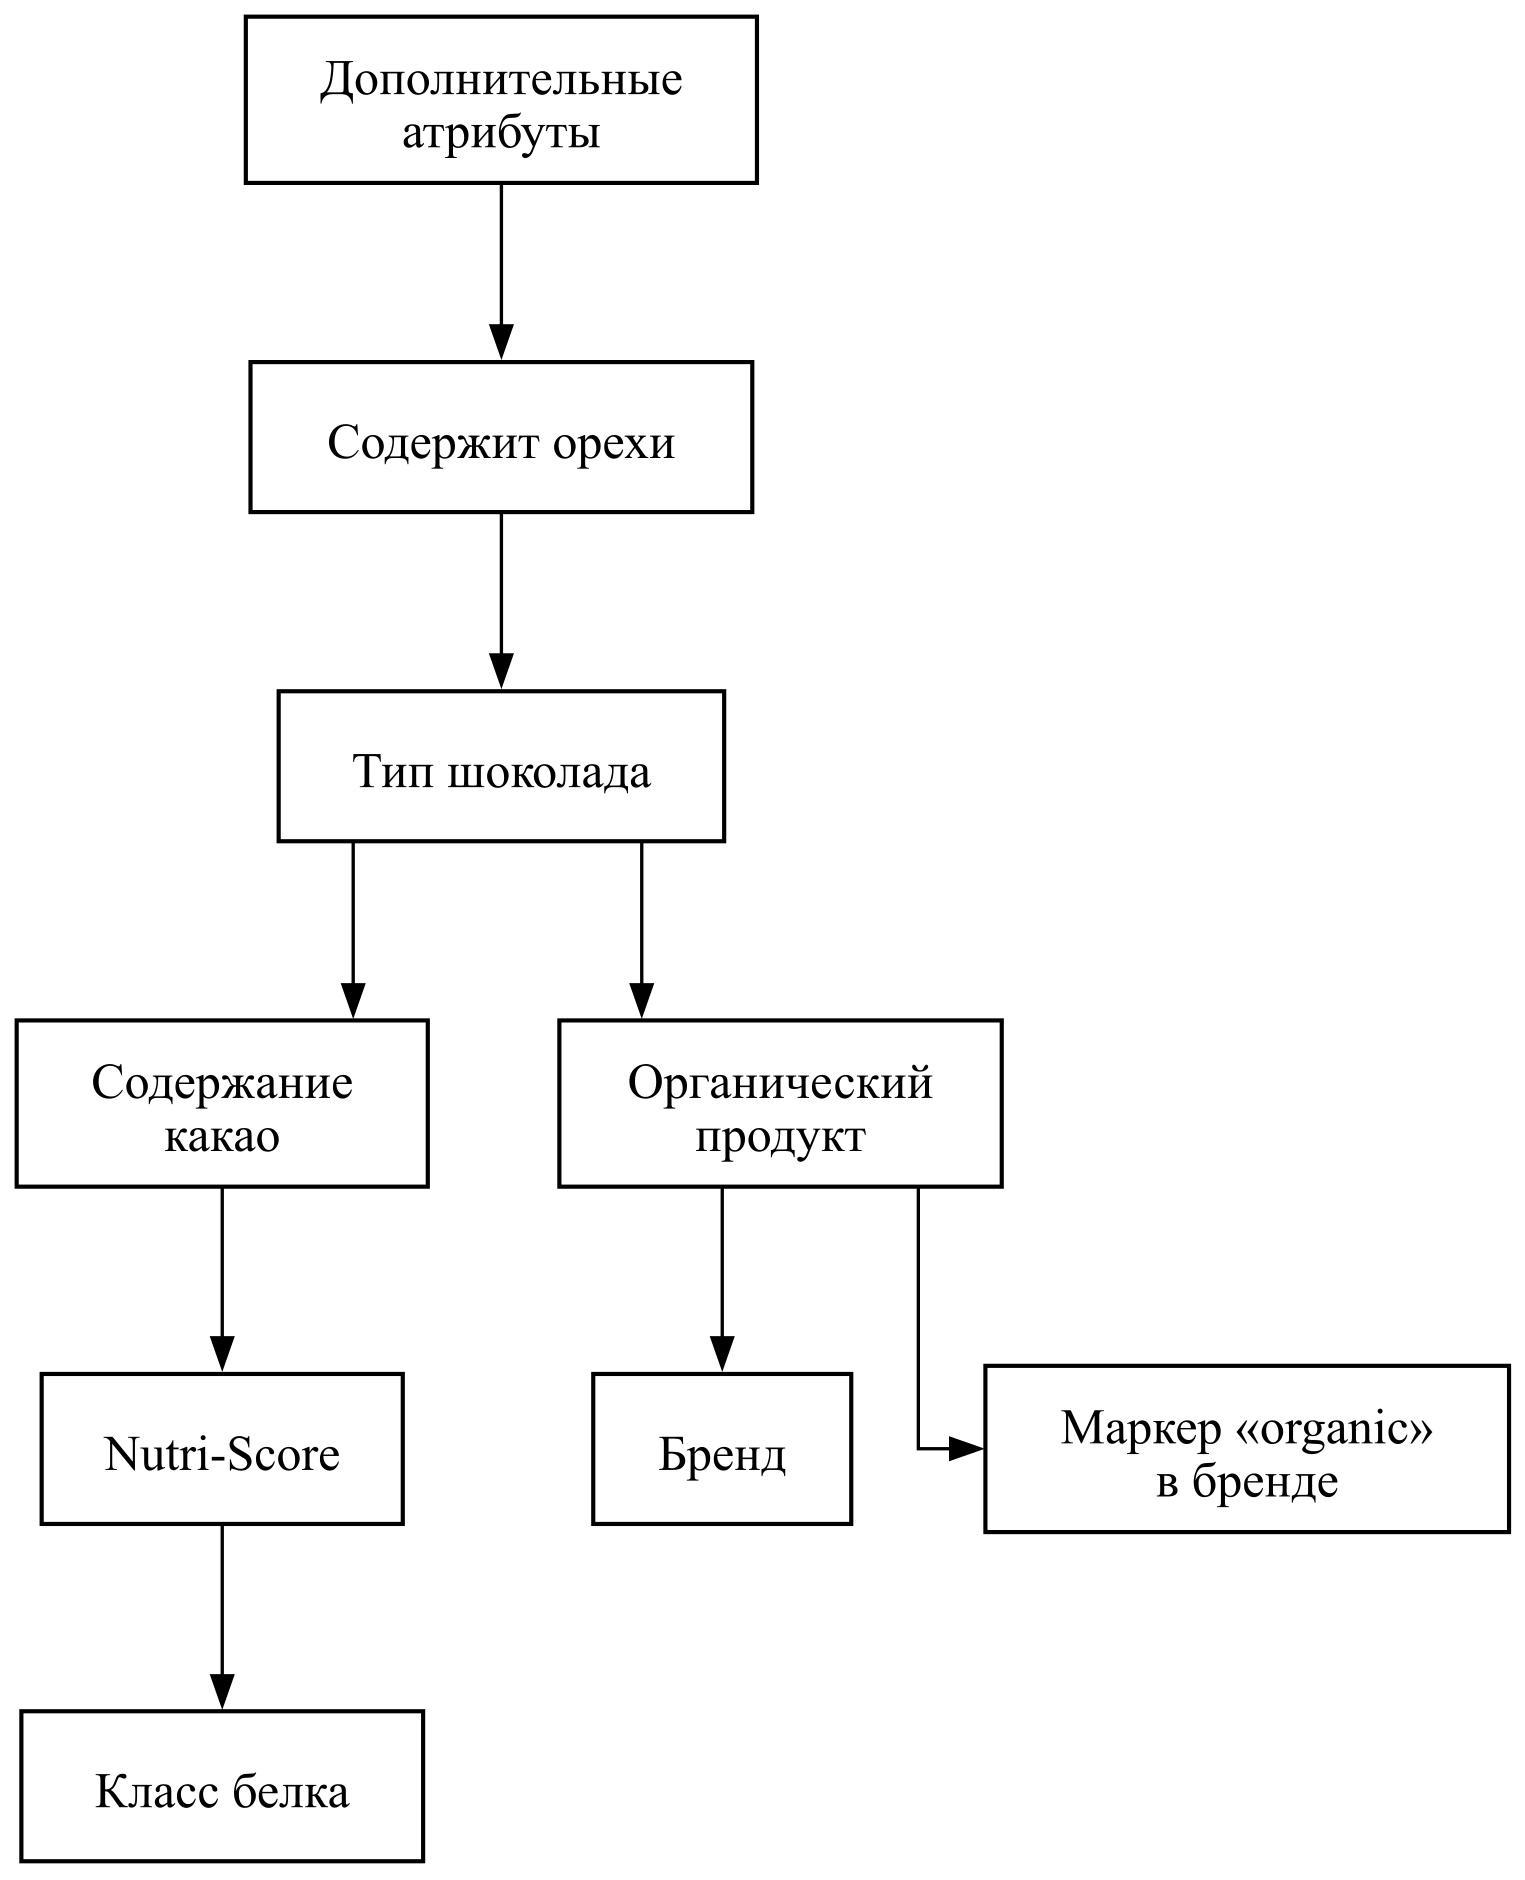 Дополнительные
атрибуты
Содержит орехи
Тип шоколада
Содержание
какао
Органический
продукт
Nutri-Score
Бренд
Маркер «organic»
в бренде
Класс белка